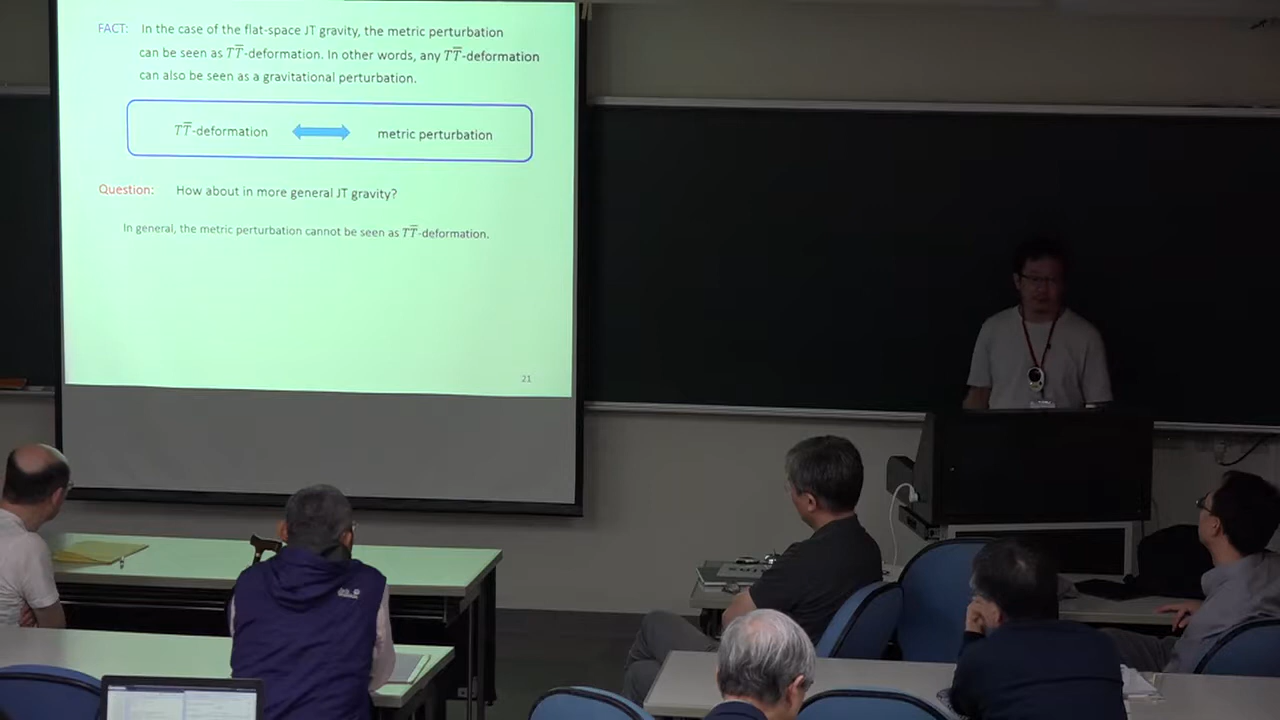 FACT: In the case of the flat-space JT gravity, the metric perturbation
can be seen as TT̅-deformation. In other words, any TT̅-deformation
can also be seen as a gravitational perturbation.
TT̅-deformation metric perturbation
Question: How about in more general JT gravity?
In general, the metric perturbation cannot be seen as TT̅-deformation.
21